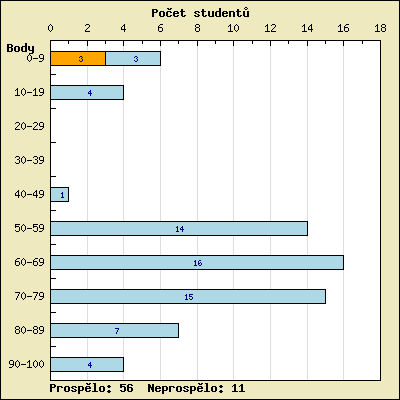 Počet studentů
0 2 4 6 8 10 12 14 16 18
Body
0-9 3 3
10-19 4
20-29
30-39
40-49 1
50-59 14
60-69 16
70-79 15
80-89 7
90-100 4
Prospělo: 56 Neprospělo: 11